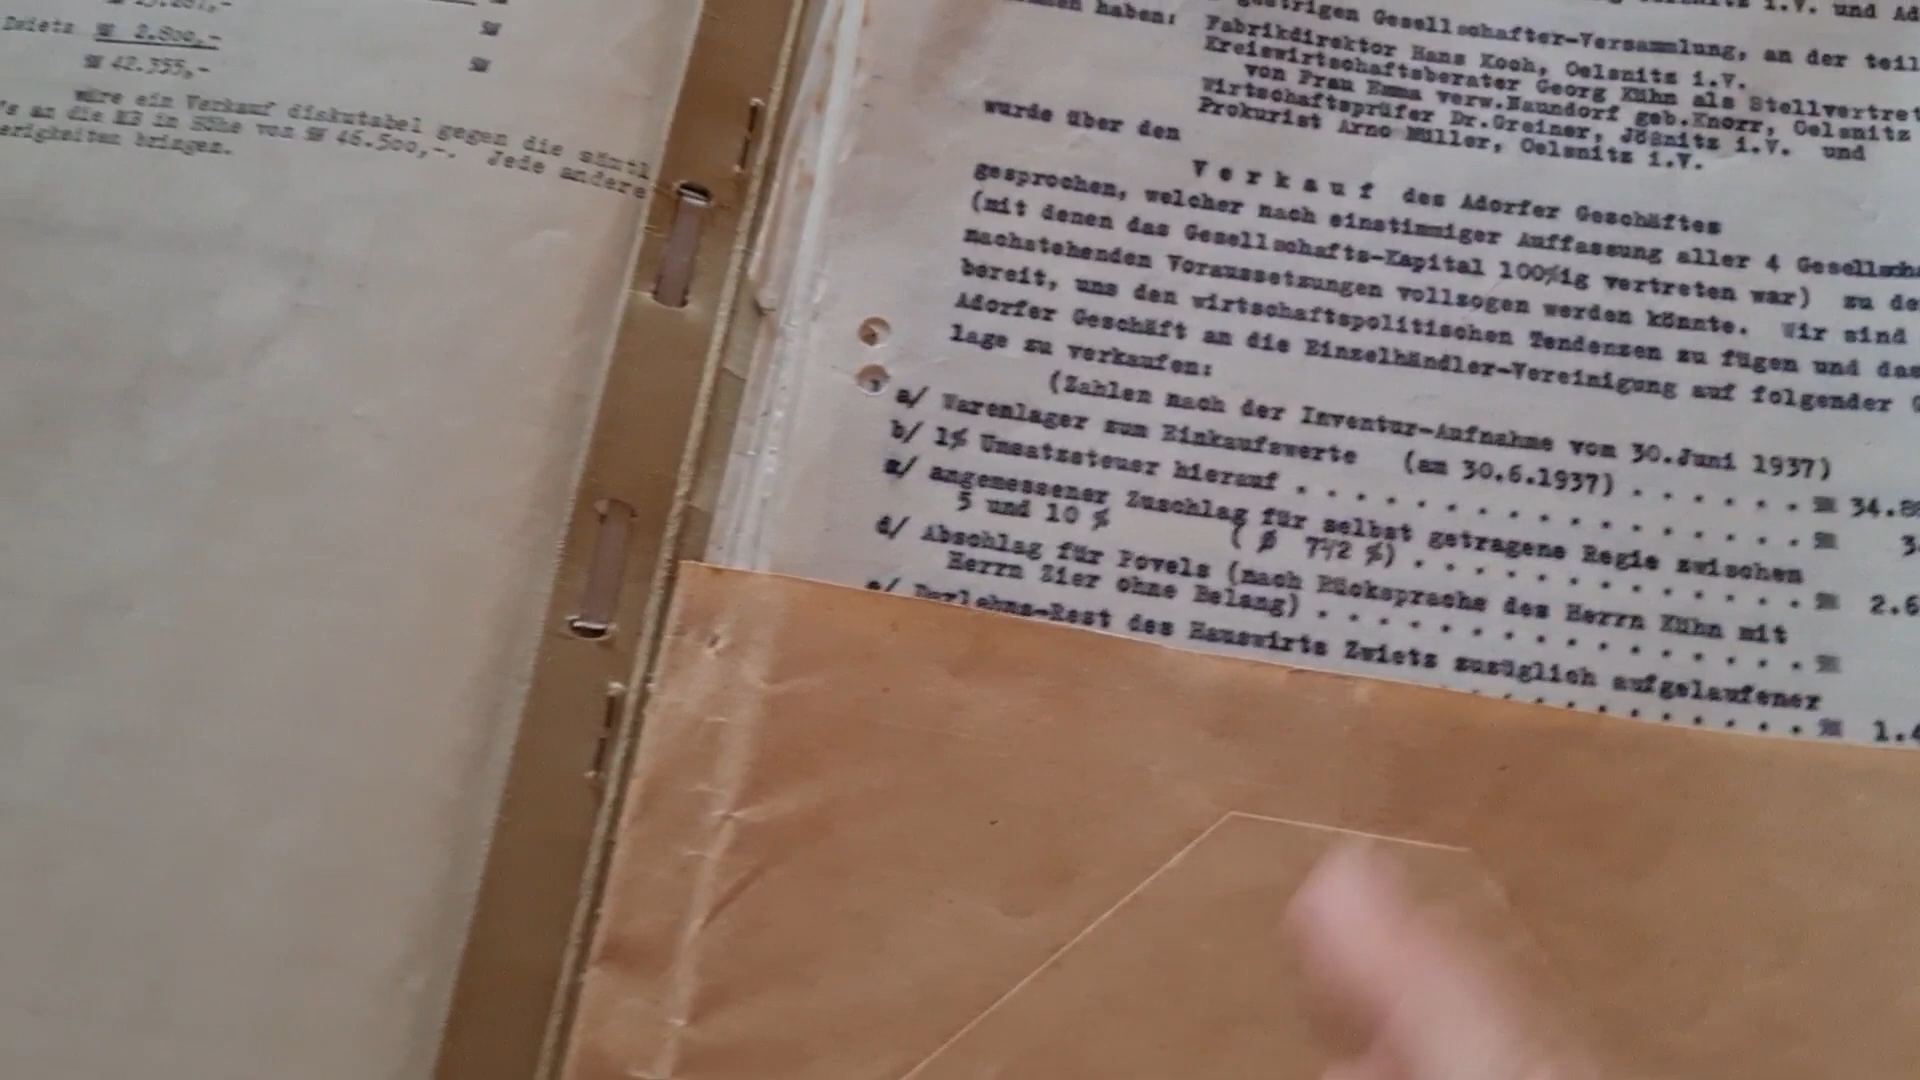 Zwietz RM 2.800,-
RM 42.355,-
wäre ein Verkauf diskutabel gegen die sämtl
's an die KB in Höhe von RM 46.500,-. Jede andere
erigkeiten bringen.
i.V. und Ad
gestrigen Gesellschafter-Versammlung, an der teil
haben: Fabrikdirektor Hans Koch, Oelsnitz i.V.
Kreiswirtschaftsberater Georg Kühn als Stellvertret
von Frau Emma verw.Naundorf geb.Knorr, Oelsnitz
Wirtschaftsprüfer Dr.Greiner, Jößnitz i.V. und
Prokurist Arno Müller, Oelsnitz i.V.
wurde über den
Verkauf des Adorfer Geschäftes
gesprochen, welcher nach einstimmiger Auffassung aller 4 Gesellscha
(mit denen das Gesellschafts-Kapital 100%ig vertreten war) zu de
nachstehenden Voraussetzungen vollzogen werden könnte. Wir sind
bereit, uns den wirtschaftspolitischen Tendenzen zu fügen und das
Adorfer Geschäft an die Einzelhändler-Vereinigung auf folgender G
lage zu verkaufen:
(Zahlen nach der Inventur-Aufnahme vom 30.Juni 1937)
a/ Warenlager zum Einkaufswerte (am 30.6.1937) . . . . . . RM 34.8
b/ 1% Umsatzsteuer hierauf . . . . . . . . . . . . . . . . RM 3
angemessener Zuschlag für selbst getragene Regie zwischen
5 und 10 % ( ø 7½ %) . . . . . . . . . . . . . RM 2.6
d/ Abschlag für Povels (nach Rücksprache des Herrn Kühn mit
Herrn Zier ohne Belang) . . . . . . . . . . . . . . . RM
e/ Darlehns-Rest des Hauswirts Zwietz zuzüglich aufgelaufener
. . . . . . . . . . RM 1.4